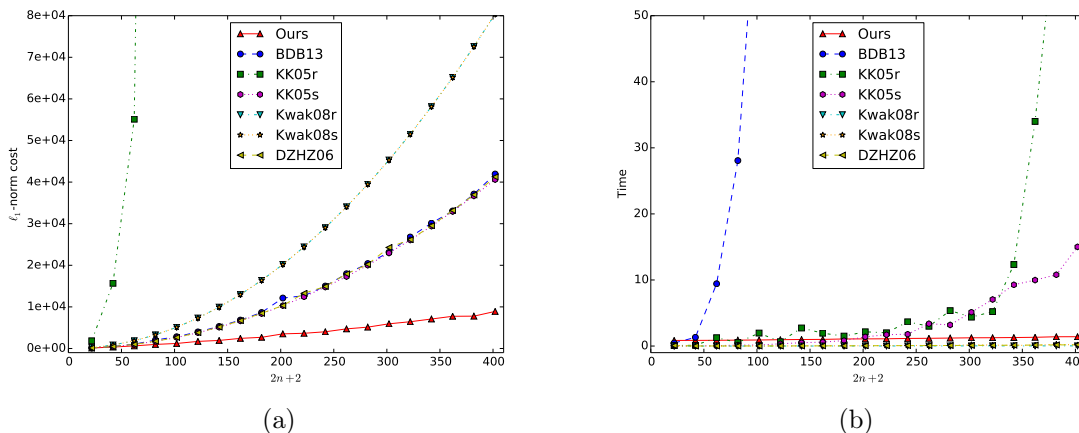 8e+04
7e+04
6e+04
5e+04
4e+04
3e+04
2e+04
1e+04
0e+00
ℓ₁-norm cost
Ours
BDB13
KK05r
KK05s
Kwak08r
Kwak08s
DZHZ06
0 50 100 150 200 250 300 350 400
2n+2
(a)
50
40
30
20
10
0
Time
Ours
BDB13
KK05r
KK05s
Kwak08r
Kwak08s
DZHZ06
0 50 100 150 200 250 300 350 400
2n+2
(b)